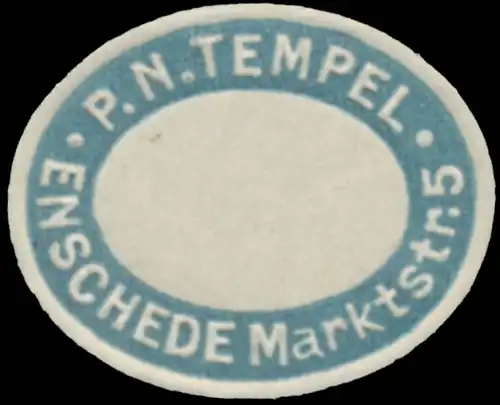 · P.N.TEMPEL ·
ENSCHEDE Marktstr.5